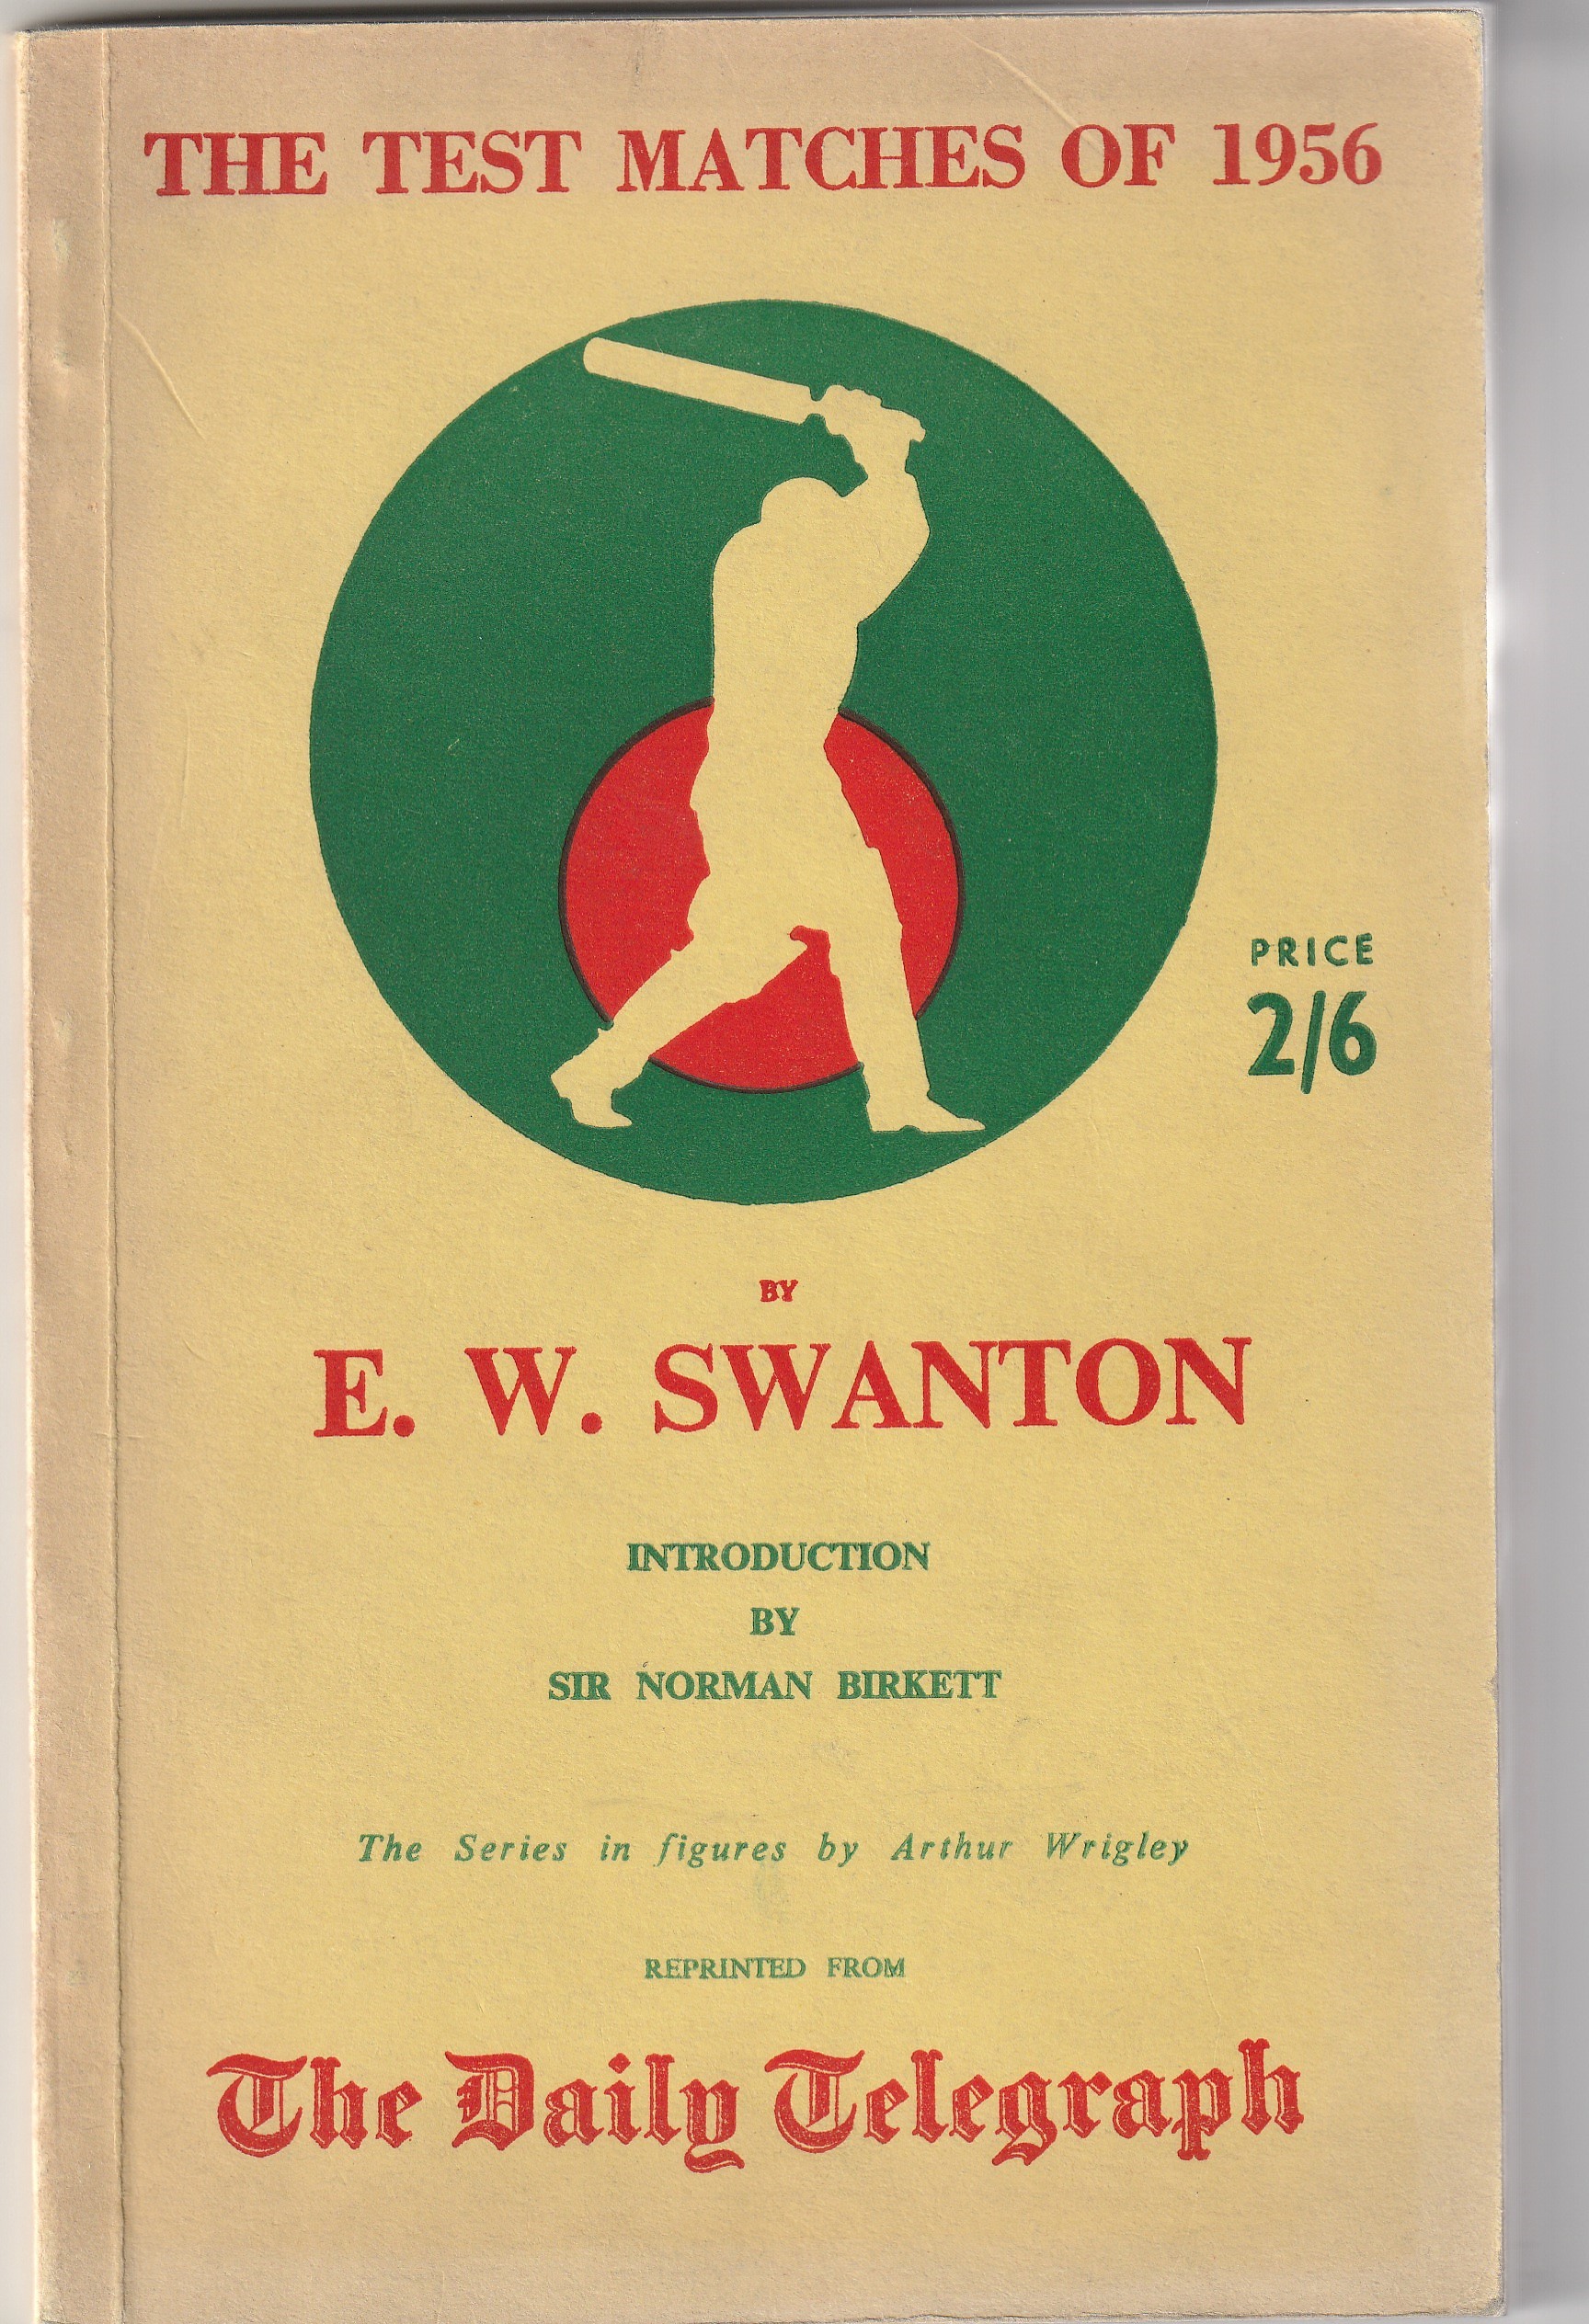 THE TEST MATCHES OF 1956
PRICE
2/6
BY
E. W. SWANTON
INTRODUCTION
BY
SIR NORMAN BIRKETT
The Series in figures by Arthur Wrigley
REPRINTED FROM
The Daily Telegraph